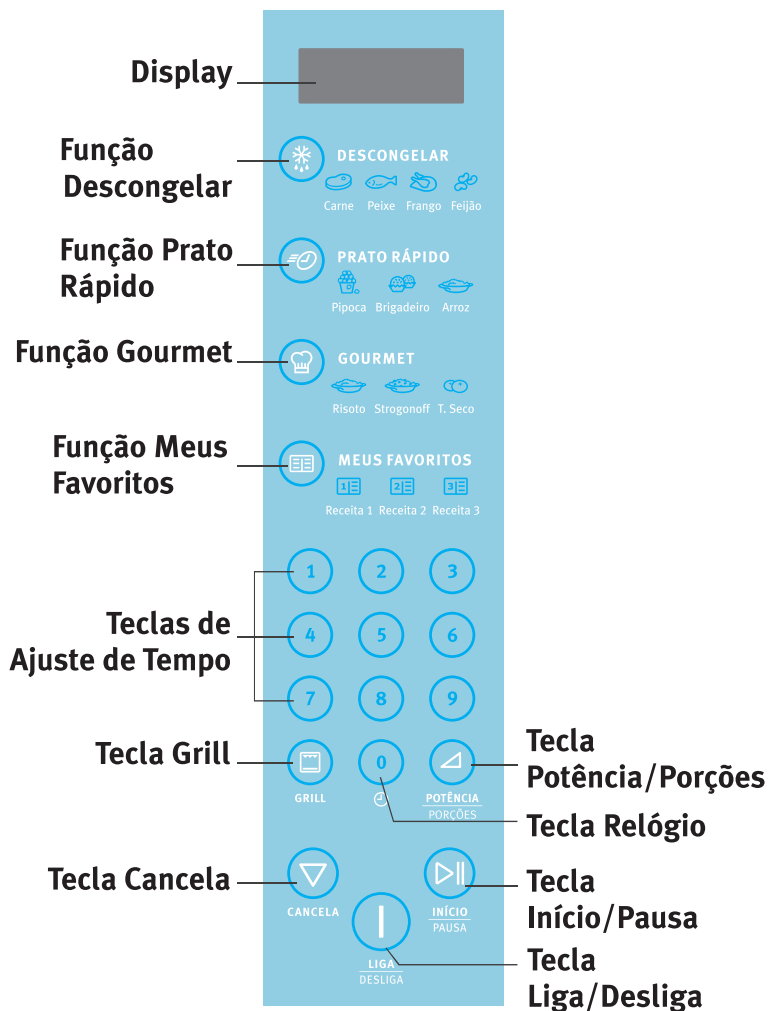 Display
Função
Descongelar
DESCONGELAR
Carne Peixe Frango Feijão
Função Prato
Rápido
PRATO RÁPIDO
Pipoca Brigadeiro Arroz
Função Gourmet
GOURMET
Risoto Strogonoff T. Seco
Função Meus
Favoritos
MEUS FAVORITOS
1 2 3
Receita 1 Receita 2 Receita 3
1 2 3
Teclas de
Ajuste de Tempo
4 5 6
7 8 9
Tecla Grill
0
GRILL
POTÊNCIA
PORÇÕES
Tecla
Potência/Porções
Tecla Relógio
Tecla Cancela
CANCELA
INÍCIO
PAUSA
Tecla
Início/Pausa
LIGA
DESLIGA
Tecla
Liga/Desliga